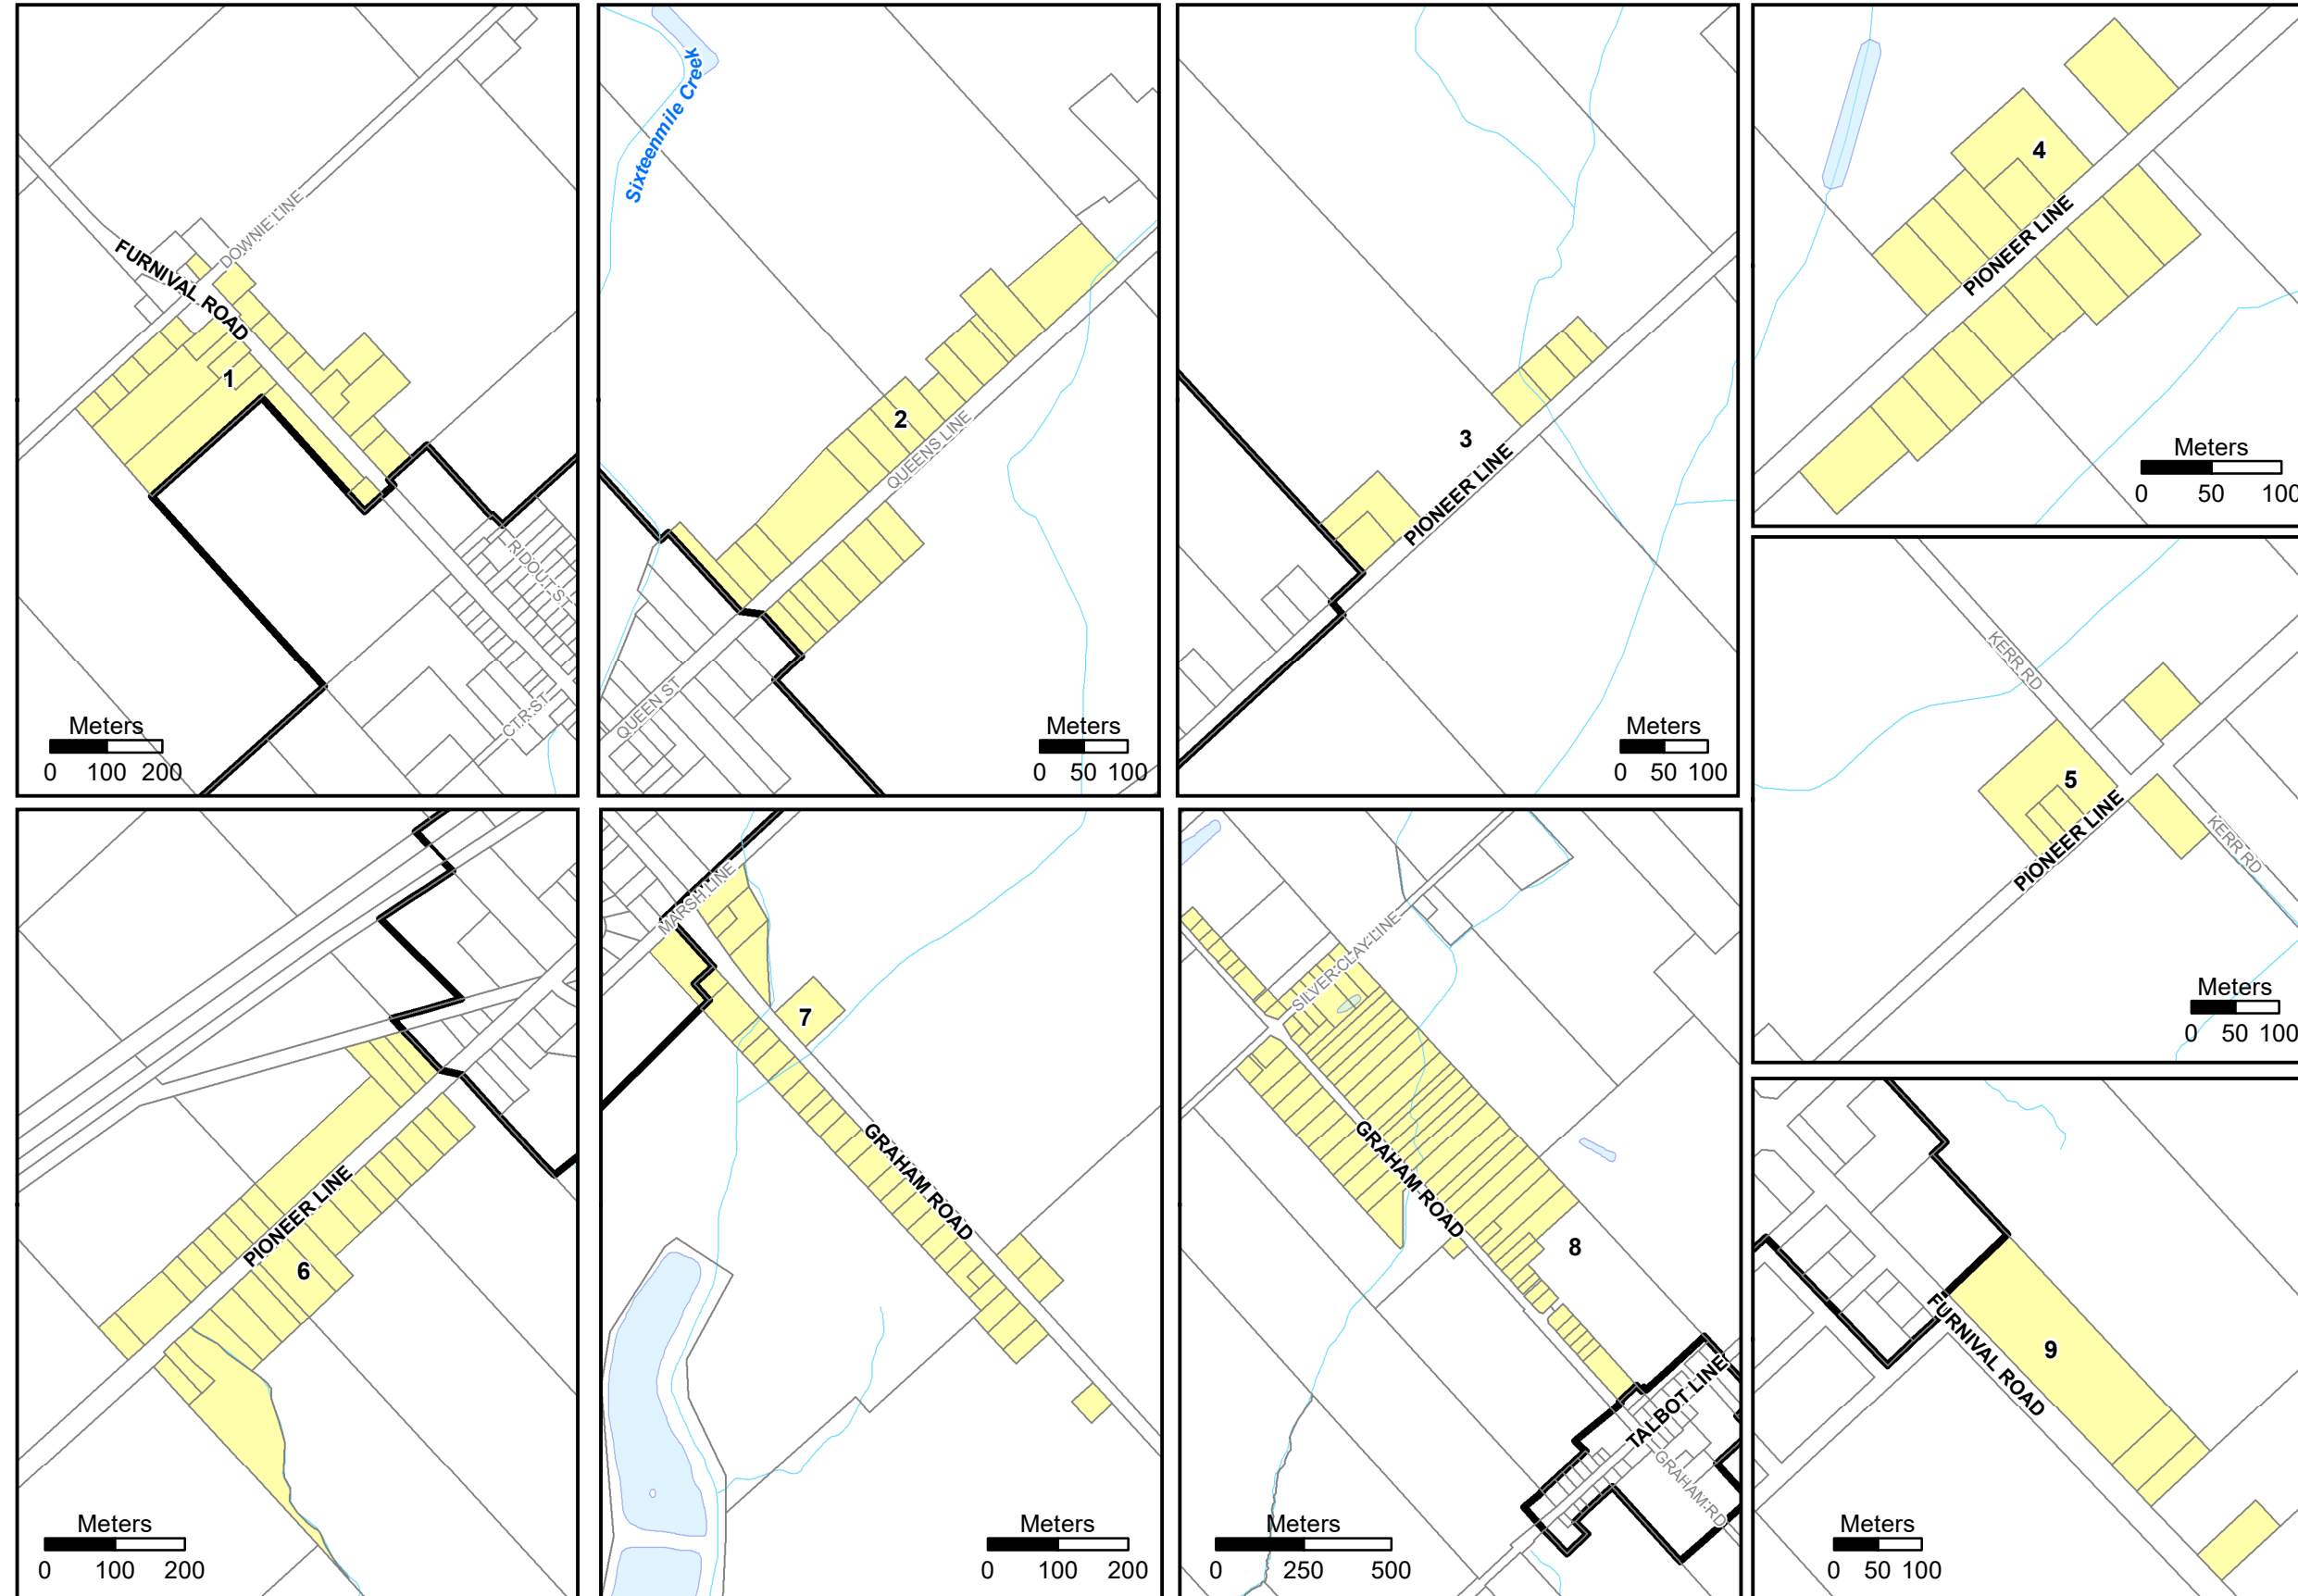 DOWNIE LINE
FURNIVAL ROAD
1
RIDOUT ST
CTR ST
Meters
0 100 200
Sixteenmile Creek
2
QUEENS LINE
QUEEN ST
Meters
0 50 100
3
PIONEER LINE
Meters
0 50 100
4
PIONEER LINE
Meters
0 50 100
KERR RD
5
PIONEER LINE
KERR RD
Meters
0 50 100
PIONEER LINE
6
Meters
0 100 200
MARSH LINE
7
GRAHAM ROAD
Meters
0 100 200
SILVER CLAY LINE
GRAHAM ROAD
8
TALBOT LINE
GRAHAM RD
Meters
0 250 500
FURNIVAL ROAD
9
Meters
0 50 100